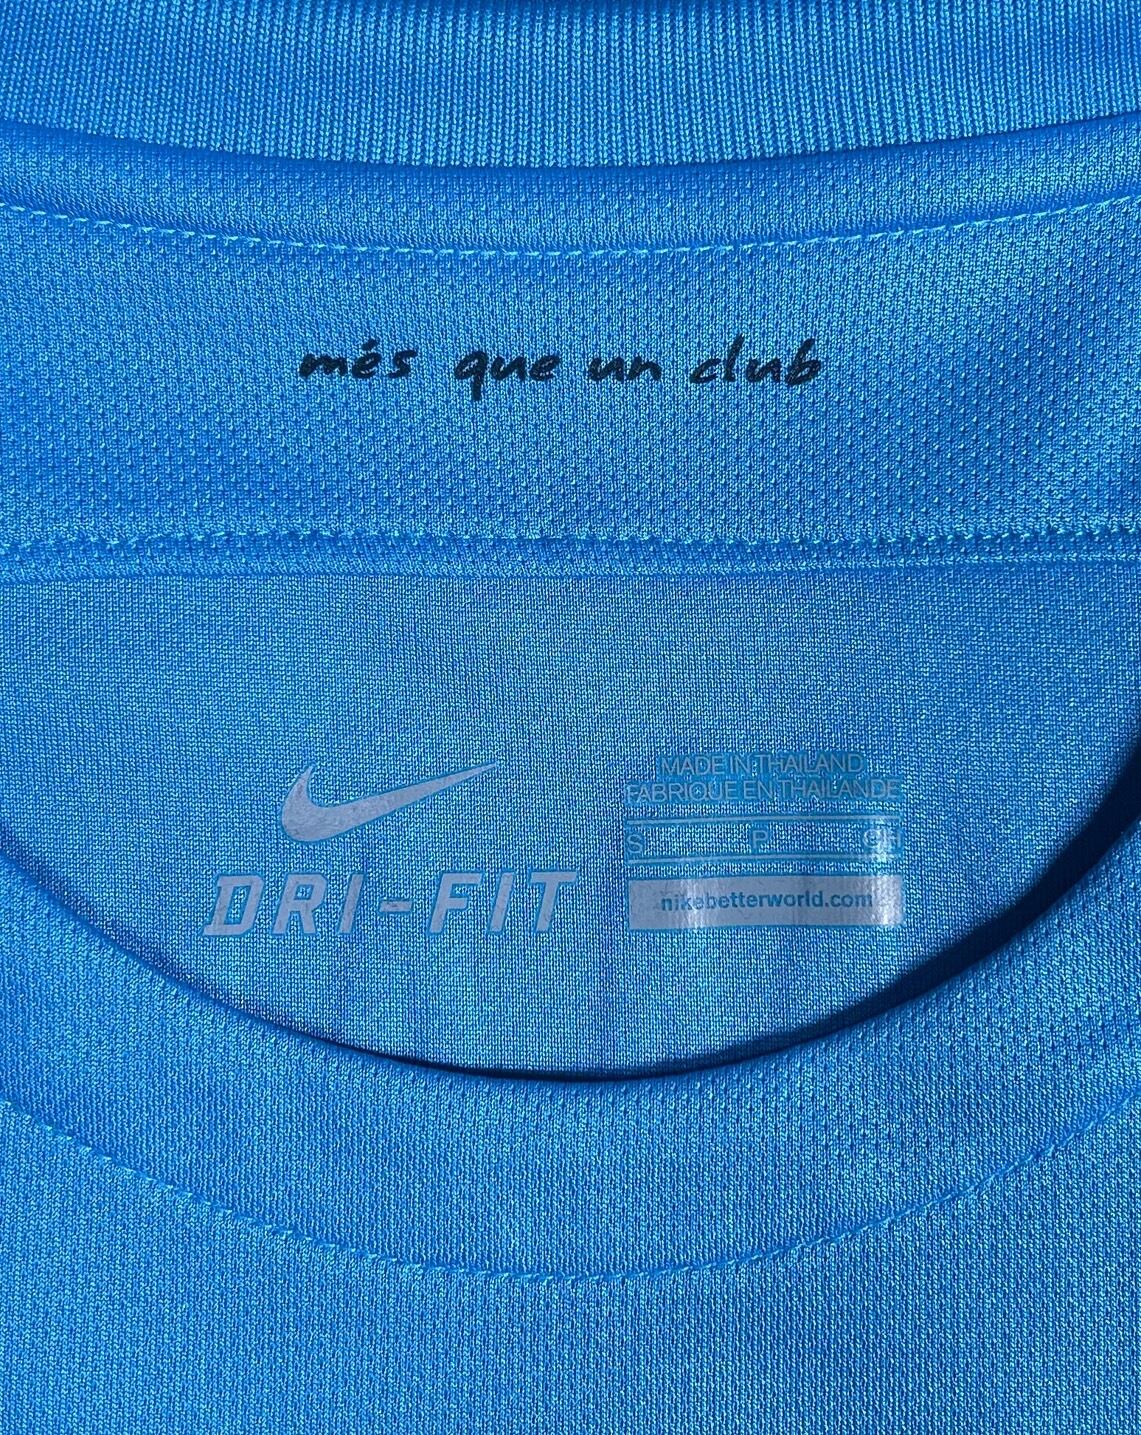 més que un club
MADE IN THAILAND
FABRIQUE EN THAILANDE
S P CH
DRI-FIT
nikebetterworld.com